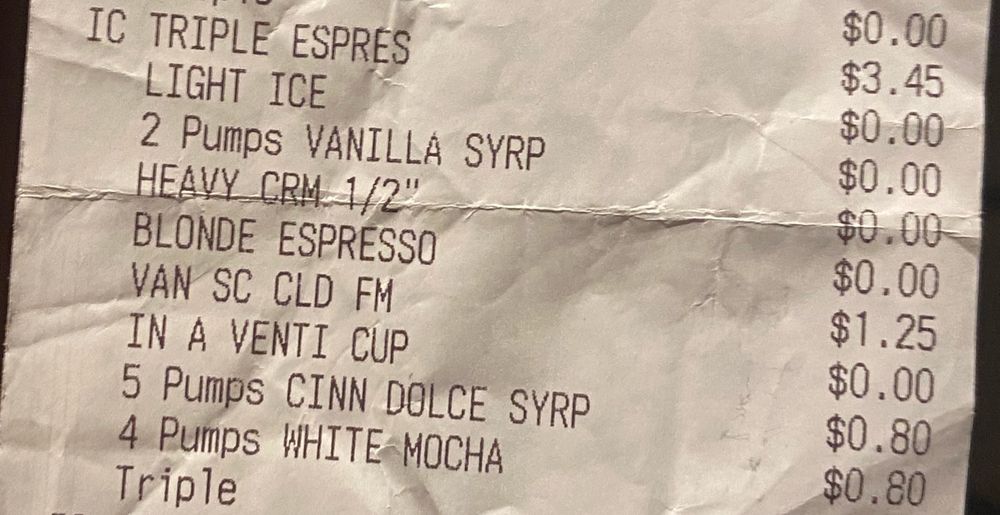 $0.00
IC TRIPLE ESPRES $3.45
LIGHT ICE $0.00
2 Pumps VANILLA SYRP $0.00
HEAVY CRM 1/2" $0.00
BLONDE ESPRESSO $0.00
VAN SC CLD FM $1.25
IN A VENTI CUP $0.00
5 Pumps CINN DOLCE SYRP $0.80
4 Pumps WHITE MOCHA $0.80
Triple